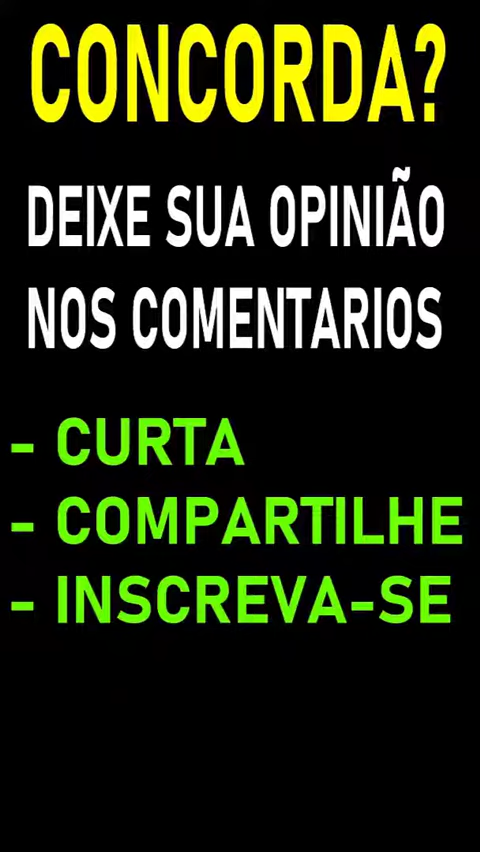 CONCORDA?
DEIXE SUA OPINIÃO
NOS COMENTARIOS
- CURTA
- COMPARTILHE
- INSCREVA-SE